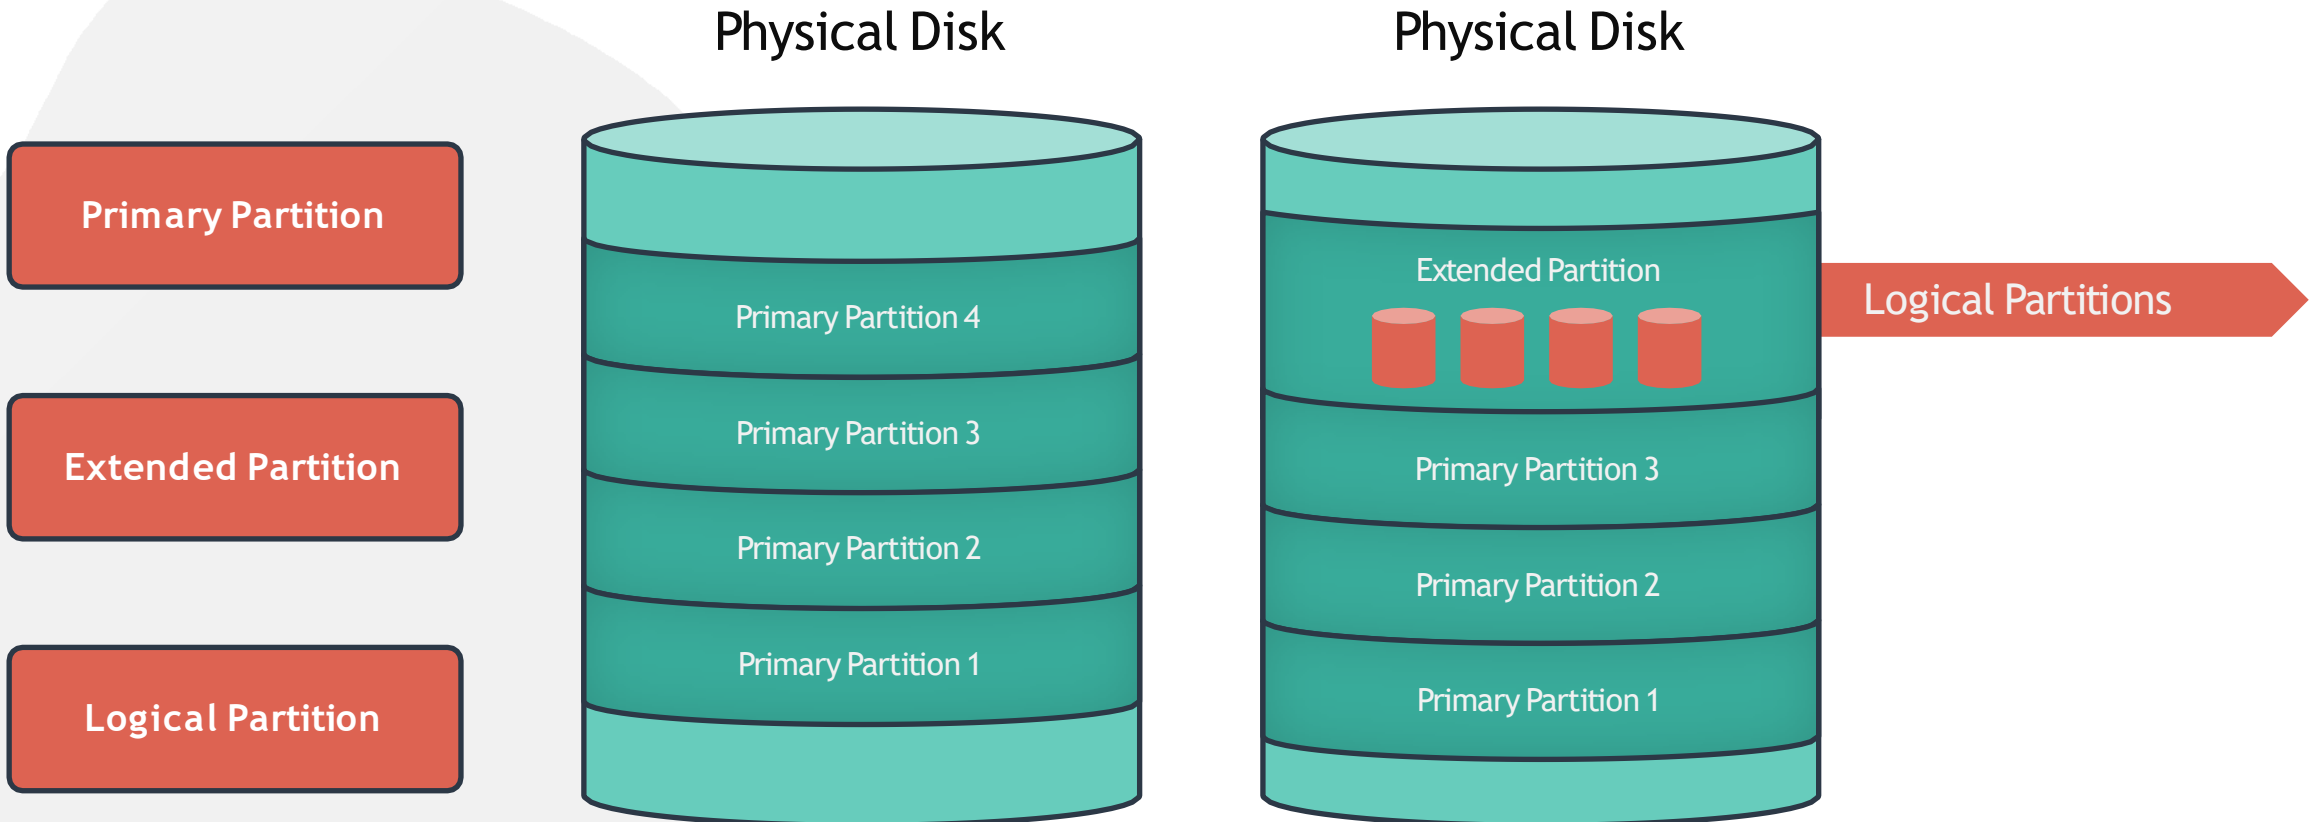 Physical Disk
Physical Disk
Primary Partition
Extended Partition
Logical Partition
Primary Partition 4
Primary Partition 3
Primary Partition 2
Primary Partition 1
Extended Partition
Primary Partition 3
Primary Partition 2
Primary Partition 1
Logical Partitions